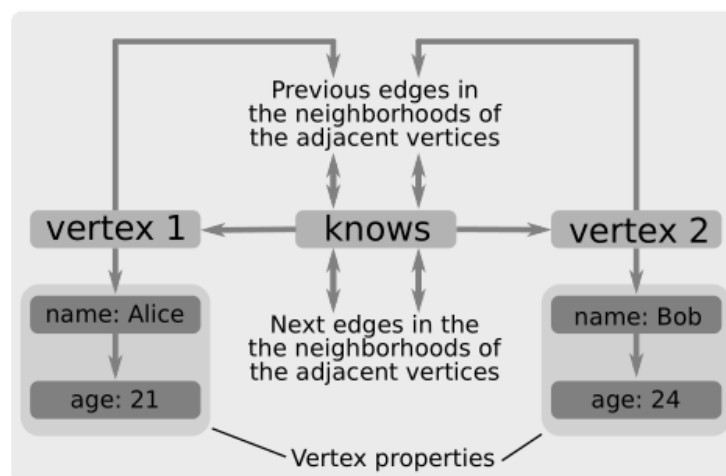 Previous edges in
the neighborhoods of
the adjacent vertices
vertex 1
knows
vertex 2
name: Alice
age: 21
Next edges in the
the neighborhoods of
the adjacent vertices
name: Bob
age: 24
Vertex properties